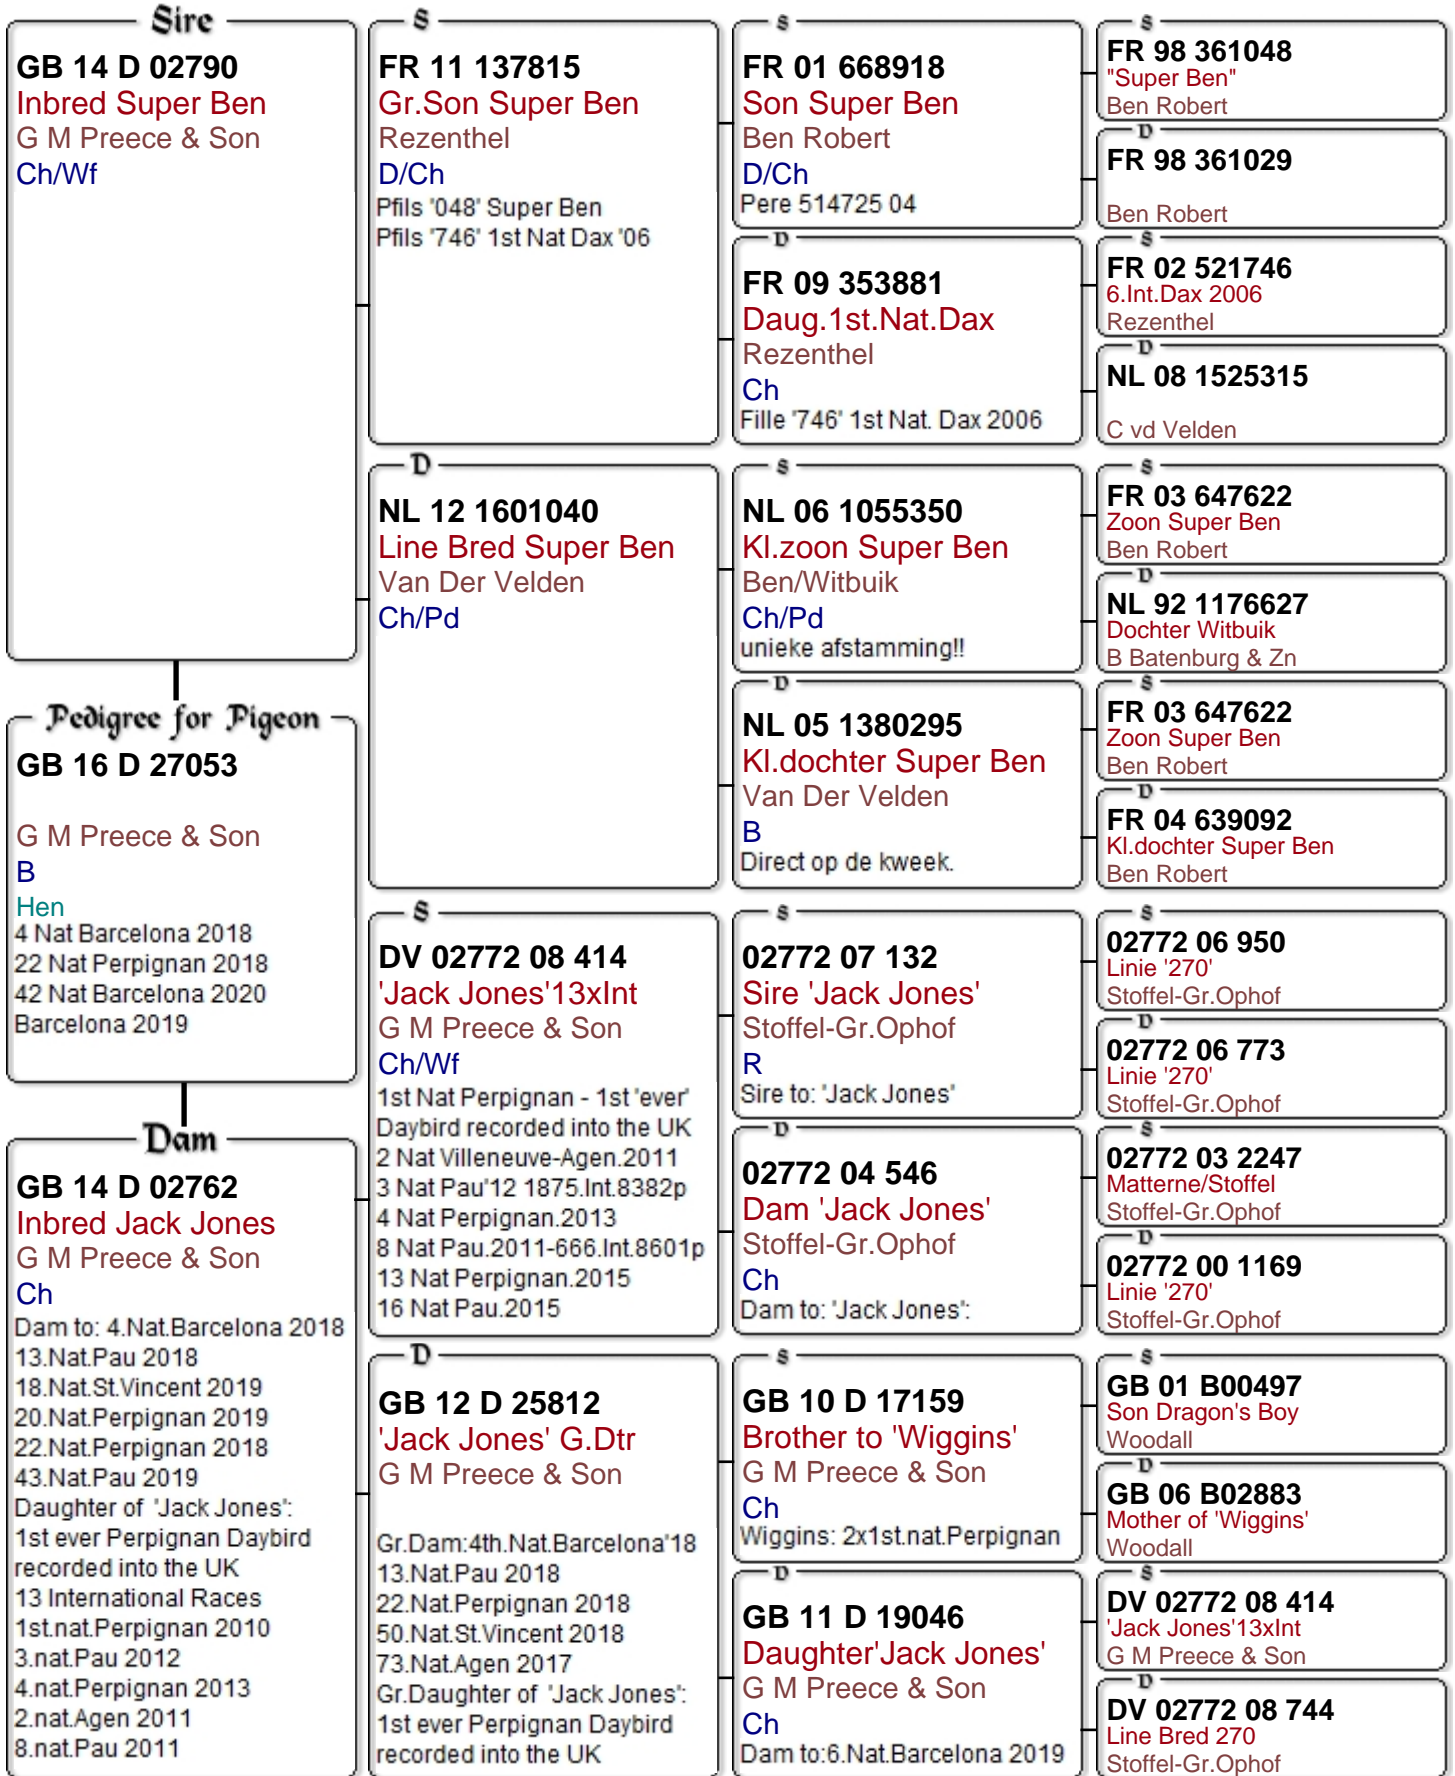 Sire
GB 14 D 02790
Inbred Super Ben
G M Preece & Son
Ch/Wf
Pedigree for Pigeon
GB 16 D 27053
G M Preece & Son
B
Hen
4 Nat Barcelona 2018
22 Nat Perpignan 2018
42 Nat Barcelona 2020
Barcelona 2019
Dam
GB 14 D 02762
Inbred Jack Jones
G M Preece & Son
Ch
Dam to: 4.Nat.Barcelona 2018
13.Nat.Pau 2018
18.Nat.St.Vincent 2019
20.Nat.Perpignan 2019
22.Nat.Perpignan 2018
43.Nat.Pau 2019
Daughter of 'Jack Jones':
1st ever Perpignan Daybird
recorded into the UK
13 International Races
1st.nat.Perpignan 2010
3.nat.Pau 2012
4.nat.Perpignan 2013
2.nat.Agen 2011
8.nat.Pau 2011
S
FR 11 137815
Gr.Son Super Ben
Rezenthel
D/Ch
Pfils '048' Super Ben
Pfils '746' 1st Nat Dax '06
D
NL 12 1601040
Line Bred Super Ben
Van Der Velden
Ch/Pd
S
DV 02772 08 414
'Jack Jones'13xInt
G M Preece & Son
Ch/Wf
1st Nat Perpignan - 1st 'ever'
Daybird recorded into the UK
2 Nat Villeneuve-Agen.2011
3 Nat Pau'12 1875.Int.8382p
4 Nat Perpignan.2013
8 Nat Pau.2011-666.Int.8601p
13 Nat Perpignan.2015
16 Nat Pau.2015
D
GB 12 D 25812
'Jack Jones' G.Dtr
G M Preece & Son
Gr.Dam:4th.Nat.Barcelona'18
13.Nat.Pau 2018
22.Nat.Perpignan 2018
50.Nat.St.Vincent 2018
73.Nat.Agen 2017
Gr.Daughter of 'Jack Jones':
1st ever Perpignan Daybird
recorded into the UK
S
FR 01 668918
Son Super Ben
Ben Robert
D/Ch
Pere 514725 04
D
FR 09 353881
Daug.1st.Nat.Dax
Rezenthel
Ch
Fille '746' 1st Nat. Dax 2006
S
NL 06 1055350
Kl.zoon Super Ben
Ben/Witbuik
Ch/Pd
unieke afstamming!!
D
NL 05 1380295
Kl.dochter Super Ben
Van Der Velden
B
Direct op de kweek.
S
02772 07 132
Sire 'Jack Jones'
Stoffel-Gr.Ophof
R
Sire to: 'Jack Jones'
D
02772 04 546
Dam 'Jack Jones'
Stoffel-Gr.Ophof
Ch
Dam to: 'Jack Jones':
S
GB 10 D 17159
Brother to 'Wiggins'
G M Preece & Son
Ch
Wiggins: 2x1st.nat.Perpignan
D
GB 11 D 19046
Daughter'Jack Jones'
G M Preece & Son
Ch
Dam to:6.Nat.Barcelona 2019
S
FR 98 361048
"Super Ben"
Ben Robert
D
FR 98 361029
Ben Robert
S
FR 02 521746
6.Int.Dax 2006
Rezenthel
D
NL 08 1525315
C vd Velden
S
FR 03 647622
Zoon Super Ben
Ben Robert
D
NL 92 1176627
Dochter Witbuik
B Batenburg & Zn
S
FR 03 647622
Zoon Super Ben
Ben Robert
D
FR 04 639092
Kl.dochter Super Ben
Ben Robert
S
02772 06 950
Linie '270'
Stoffel-Gr.Ophof
D
02772 06 773
Linie '270'
Stoffel-Gr.Ophof
S
02772 03 2247
Matterne/Stoffel
Stoffel-Gr.Ophof
D
02772 00 1169
Linie '270'
Stoffel-Gr.Ophof
S
GB 01 B00497
Son Dragon's Boy
Woodall
D
GB 06 B02883
Mother of 'Wiggins'
Woodall
S
DV 02772 08 414
'Jack Jones'13xInt
G M Preece & Son
D
DV 02772 08 744
Line Bred 270
Stoffel-Gr.Ophof